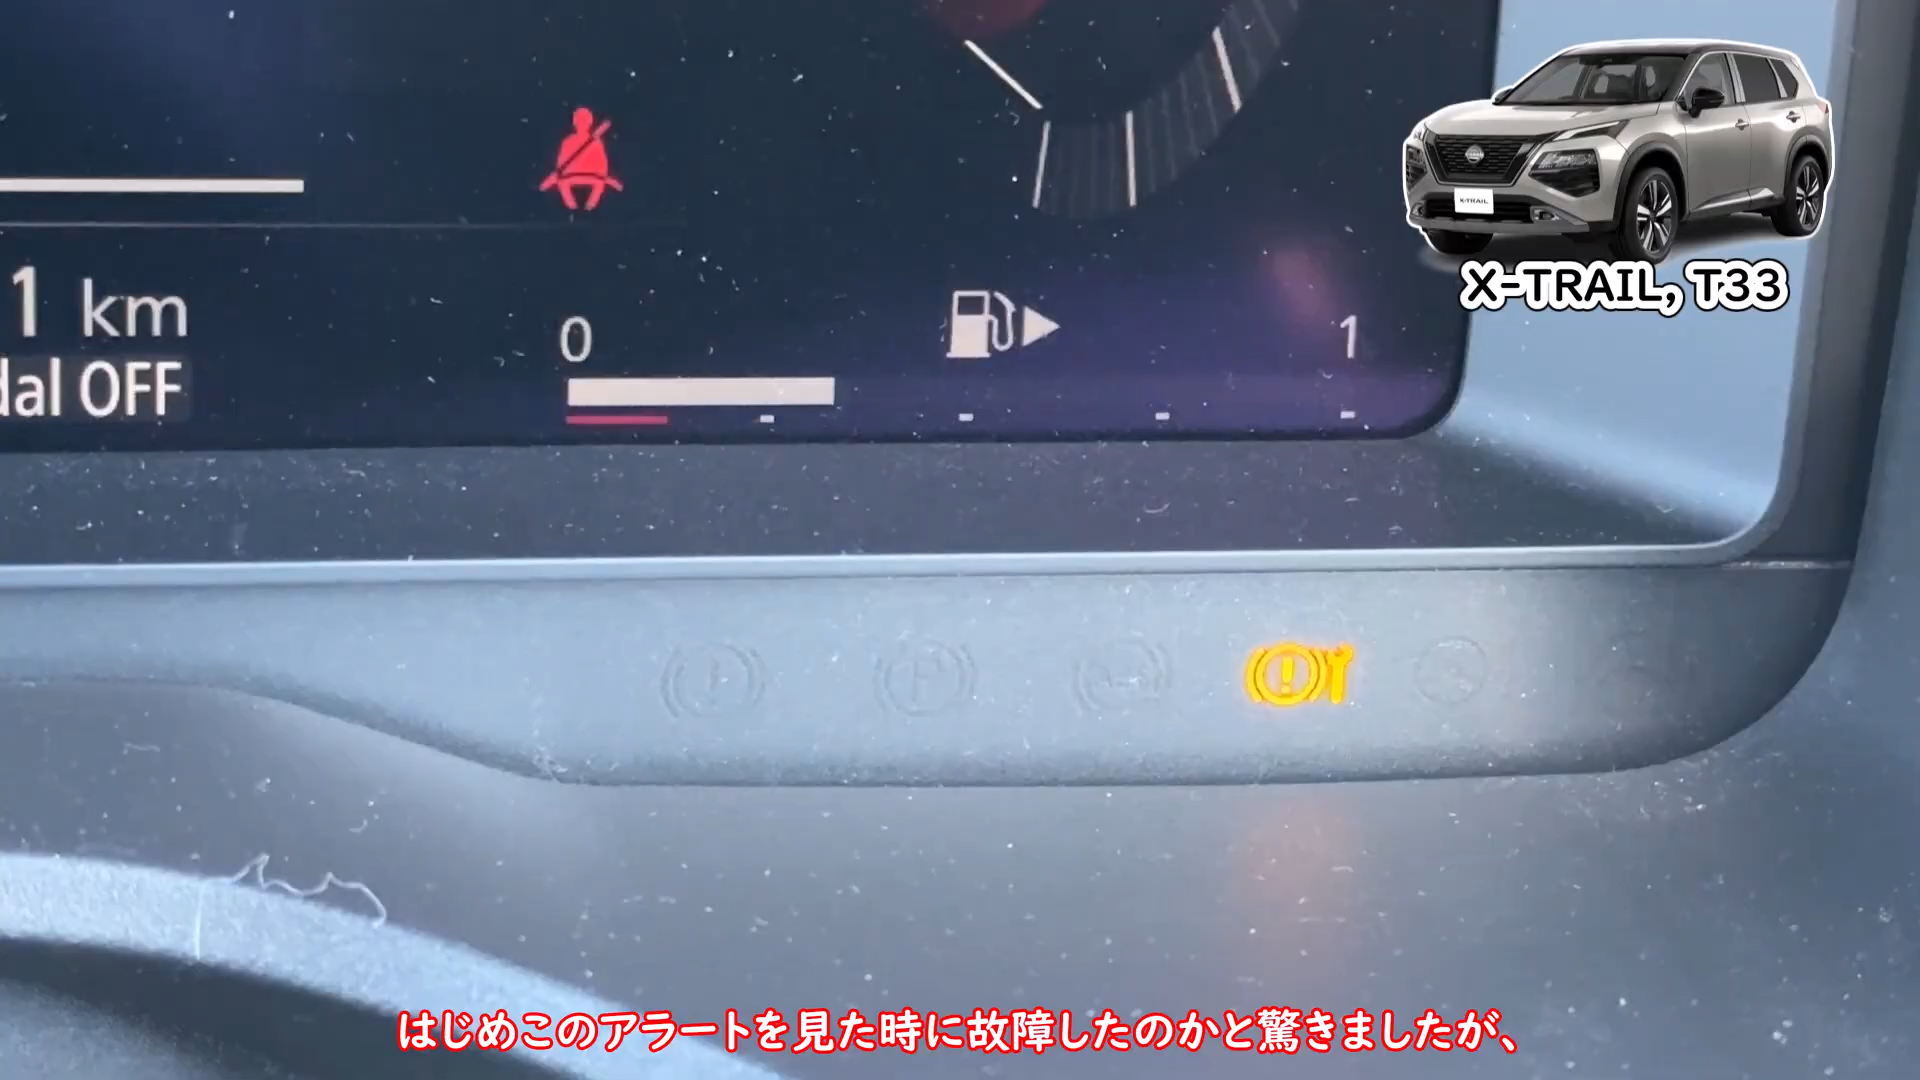 X-TRAIL
X-TRAIL, T33
1 km
dal OFF
0
1
はじめこのアラートを見た時に故障したのかと驚きましたが、